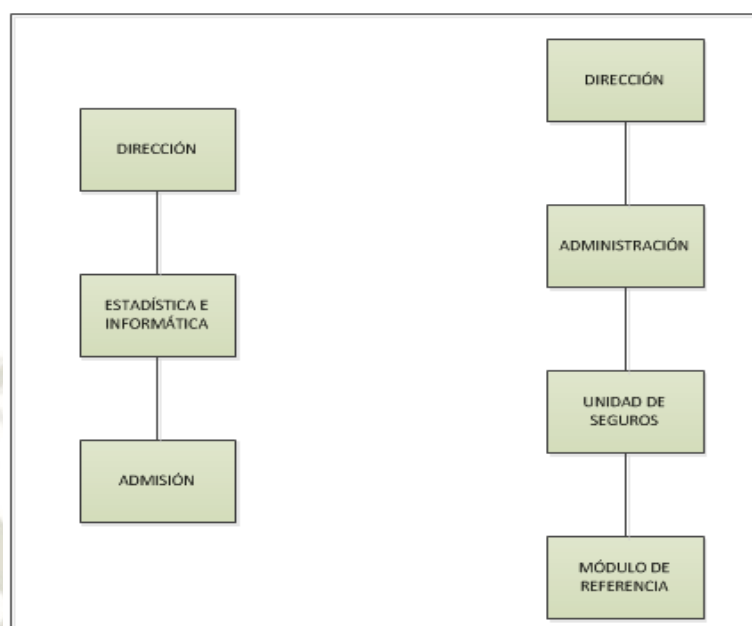 DIRECCIÓN
ESTADÍSTICA E
INFORMÁTICA
ADMISIÓN
DIRECCIÓN
ADMINISTRACIÓN
UNIDAD DE
SEGUROS
MÓDULO DE
REFERENCIA